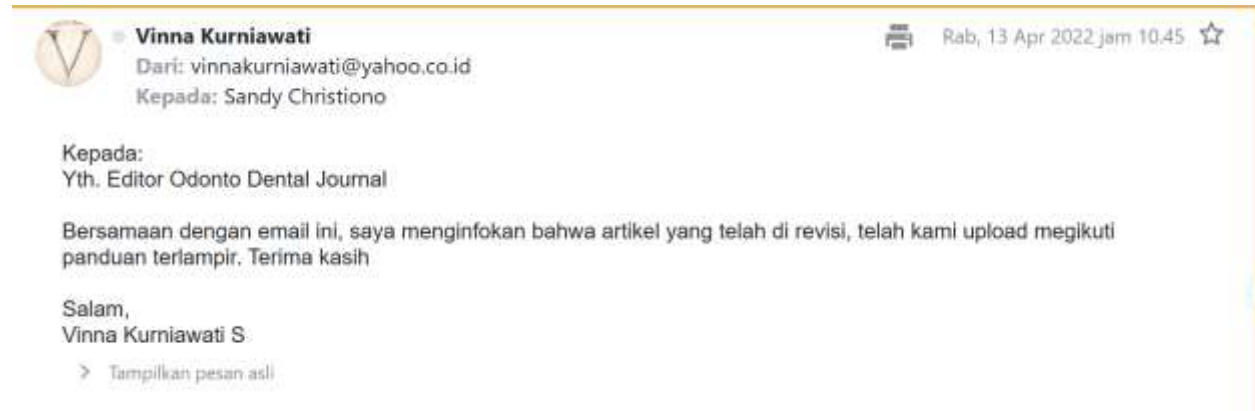 V
Vinna Kurniawati
Rab, 13 Apr 2022 jam 10.45
Dari: vinnakurniawati@yahoo.co.id
Kepada: Sandy Christiono
Kepada:
Yth. Editor Odonto Dental Journal
Bersamaan dengan email ini, saya menginfokan bahwa artikel yang telah di revisi, telah kami upload megikuti
panduan terlampir. Terima kasih
Salam,
Vinna Kurniawati S
> Tampilkan pesan asli